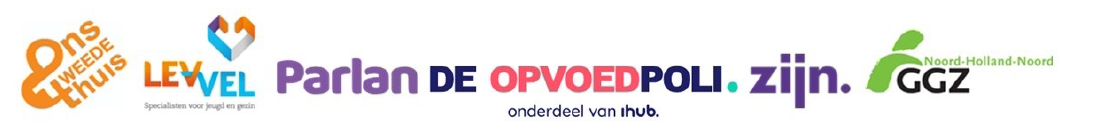 Ons
TWEEDE
thuis
LEVVEL
Specialisten voor jeugd en gezin
Parlan
DE OPVOEDPOLI.
onderdeel van ihub.
zijn.
Noord-Holland-Noord
GGZ